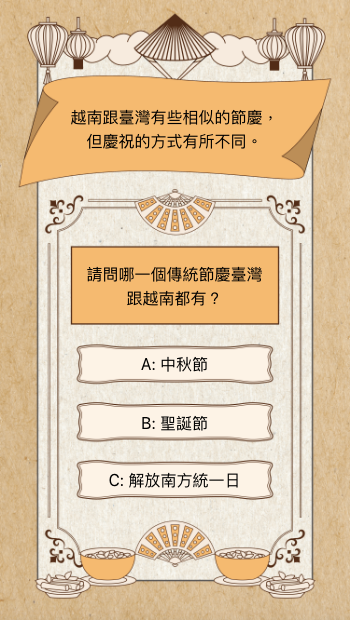 越南跟臺灣有些相似的節慶，
但慶祝的方式有所不同。
請問哪一個傳統節慶臺灣
跟越南都有？
A: 中秋節
B: 聖誕節
C: 解放南方統一日